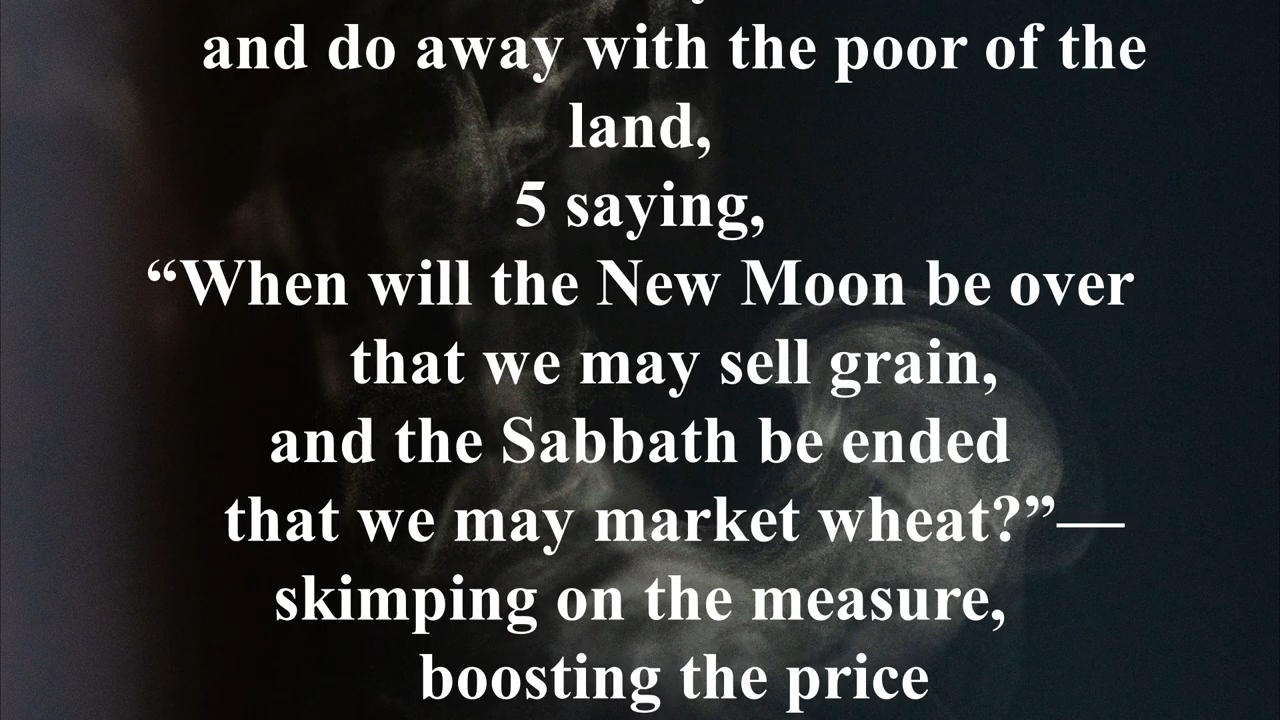 and do away with the poor of the
land,
5 saying,
“When will the New Moon be over
that we may sell grain,
and the Sabbath be ended
that we may market wheat?”—
skimping on the measure,
boosting the price